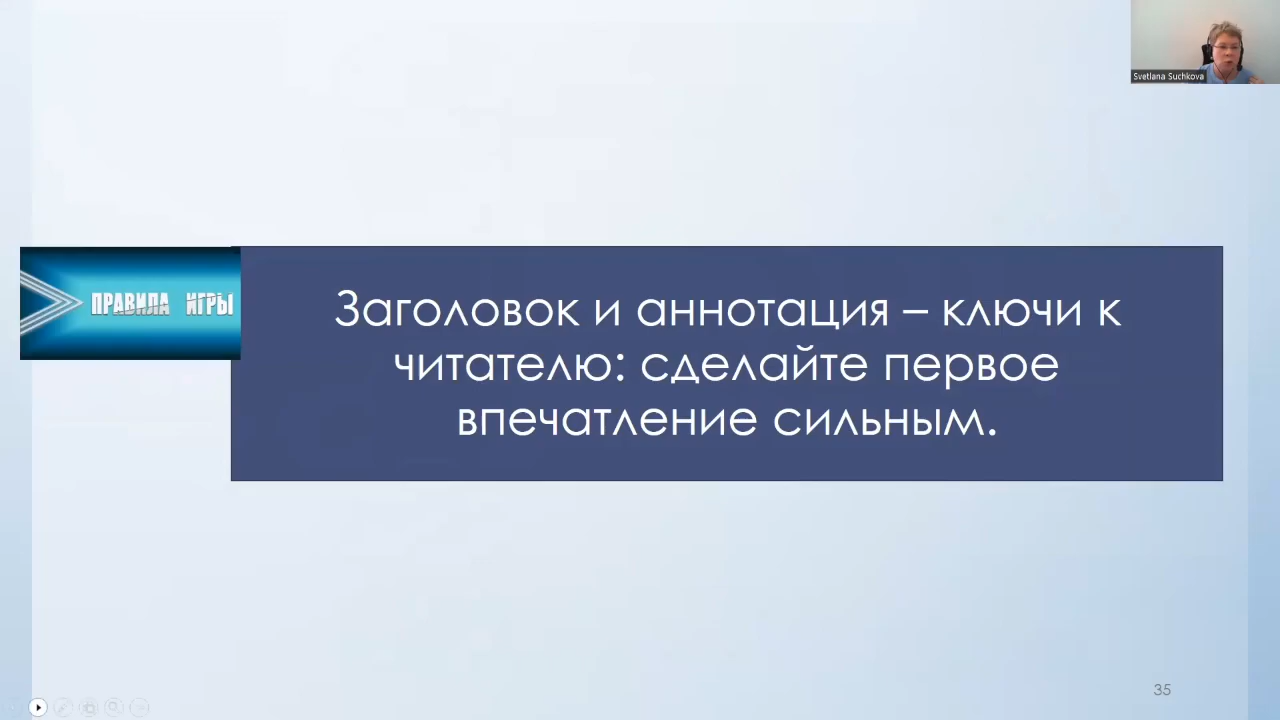 Svetlana Suchkova
ПРАВИЛА ИГРЫ
Заголовок и аннотация – ключи к
читателю: сделайте первое
впечатление сильным.
35